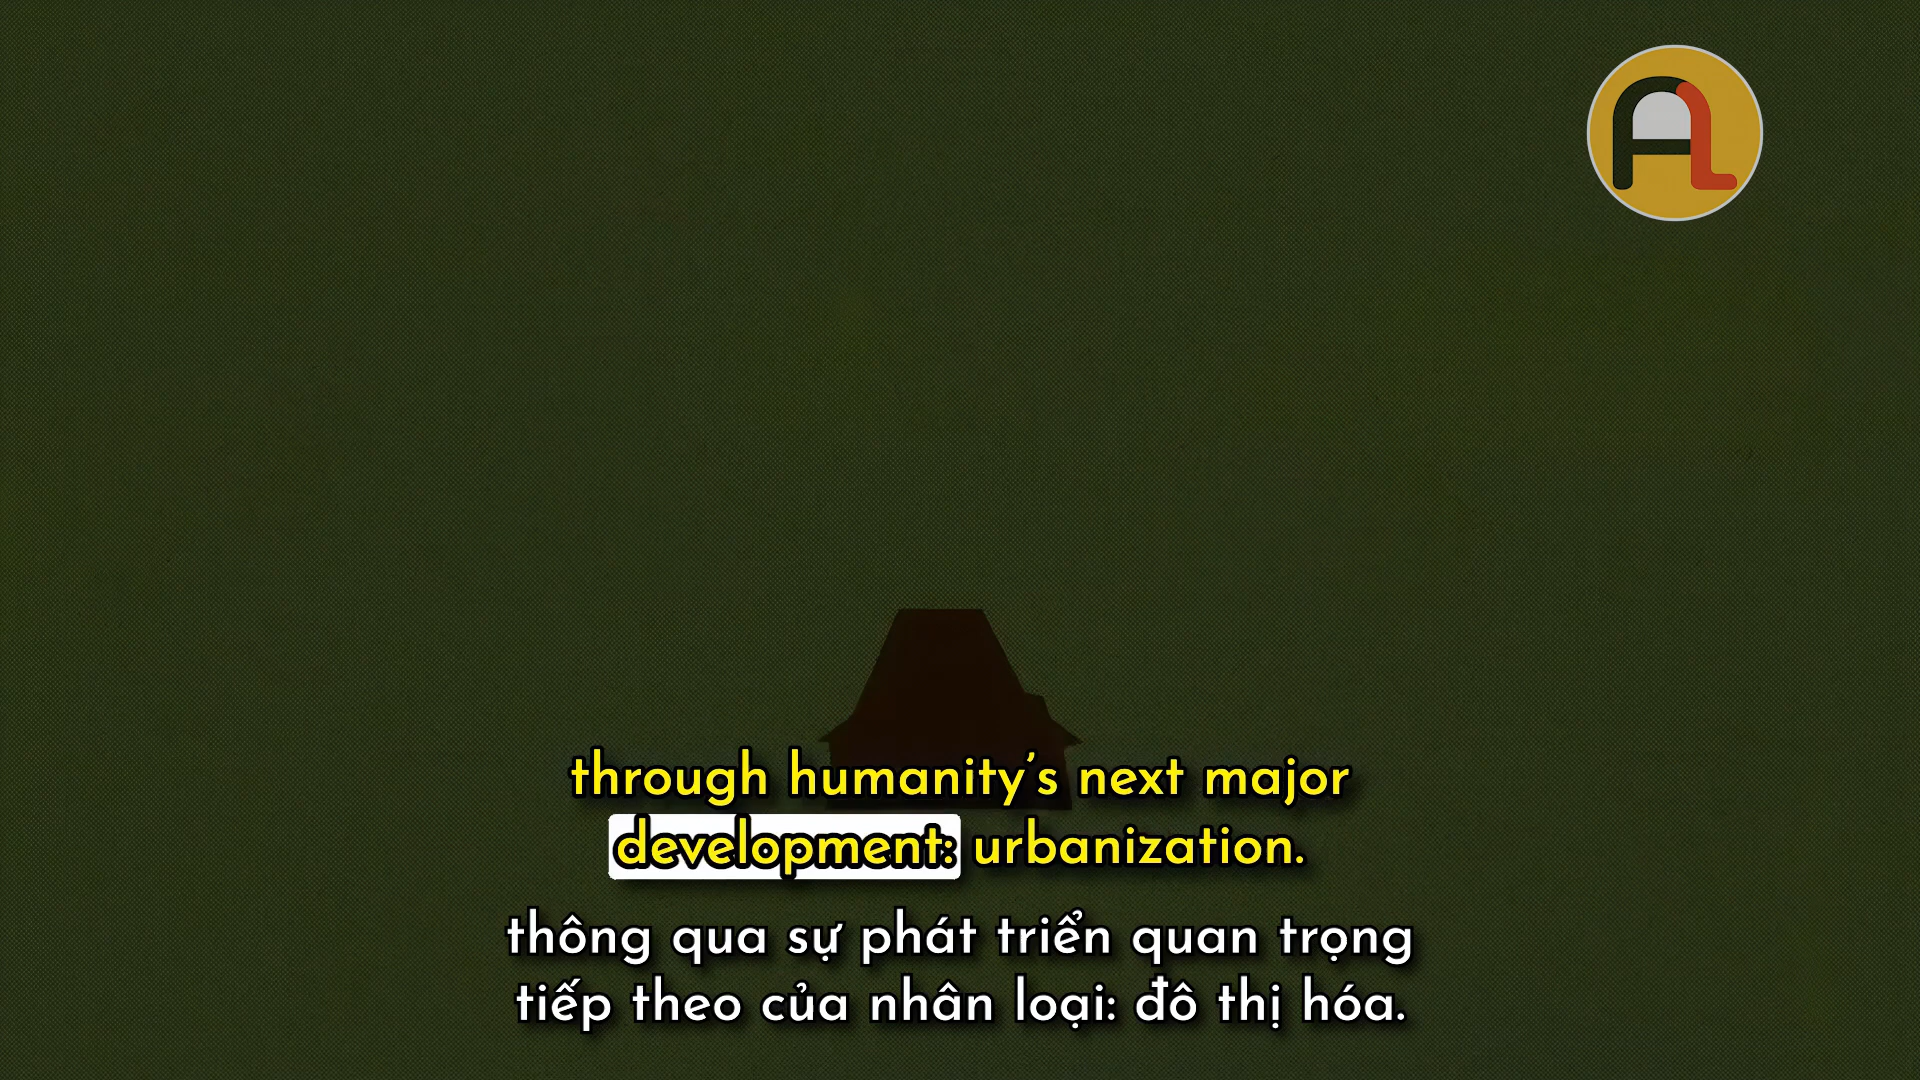 AL
through humanity’s next major
development: urbanization.
thông qua sự phát triển quan trọng
tiếp theo của nhân loại: đô thị hóa.